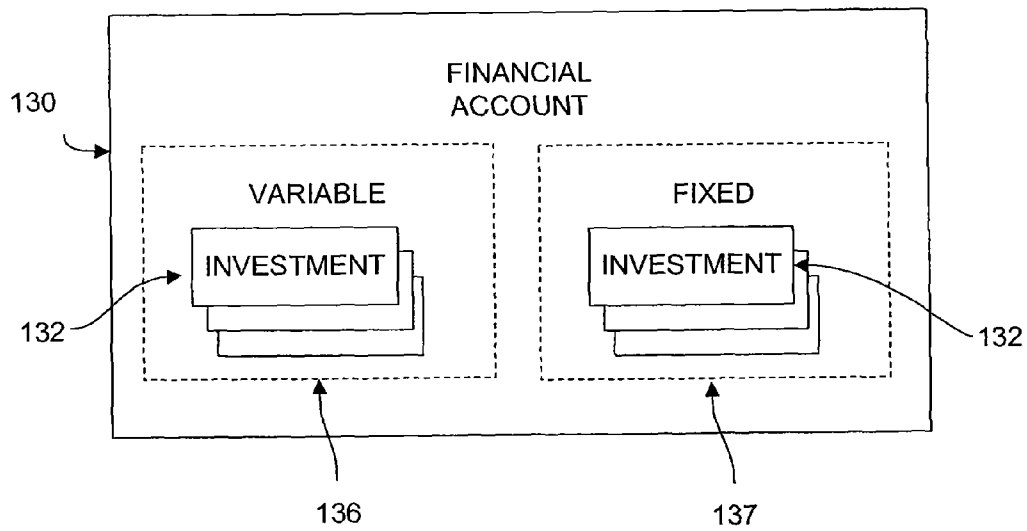 FINANCIAL
ACCOUNT
130
VARIABLE
FIXED
INVESTMENT
INVESTMENT
132
132
136
137